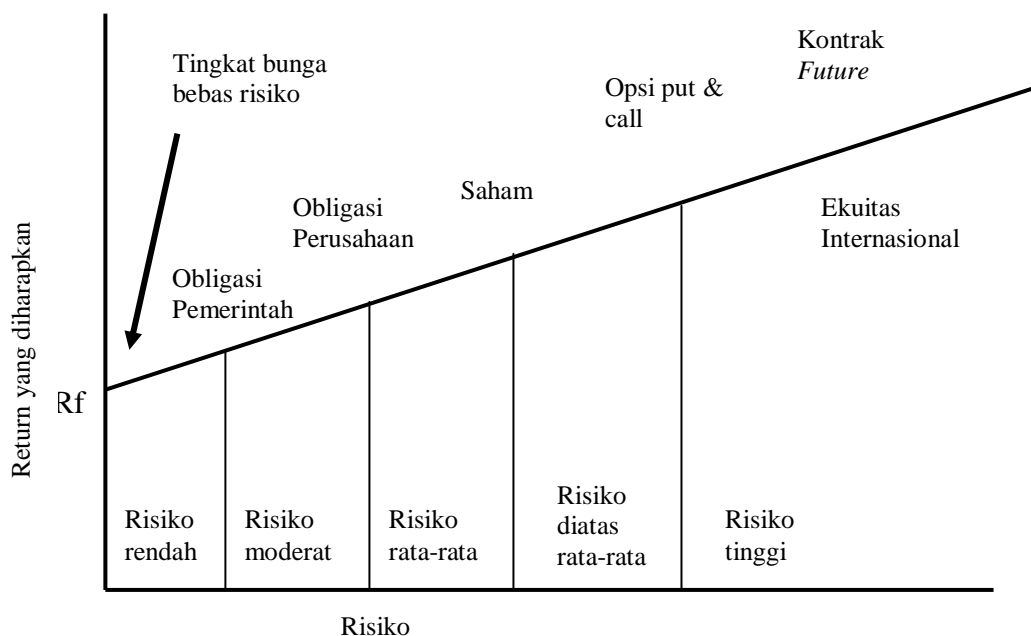 Kontrak
Future
Tingkat bunga
bebas risiko
Opsi put &
call
Saham
Obligasi
Perusahaan
Ekuitas
Internasional
Obligasi
Pemerintah
Return yang diharapkan
Rf
Risiko
rendah
Risiko
moderat
Risiko
rata-rata
Risiko
diatas
rata-rata
Risiko
tinggi
Risiko